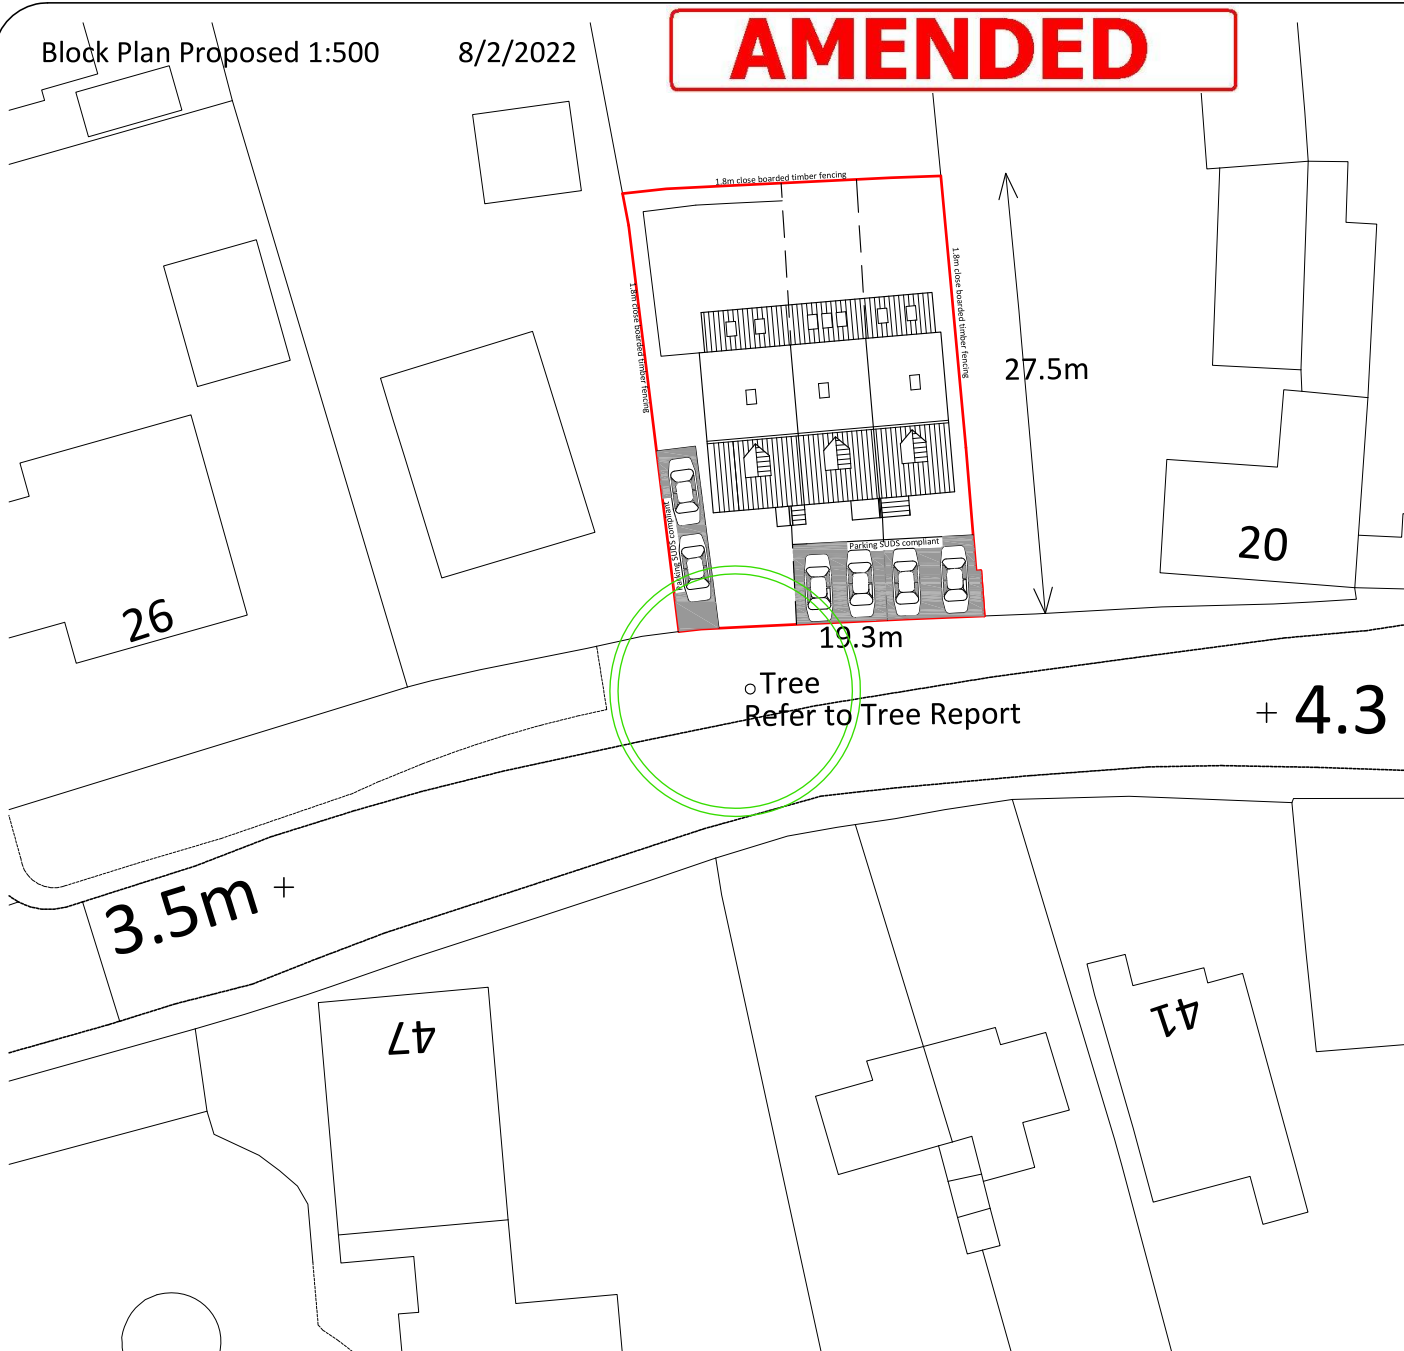 Block Plan Proposed 1:500 8/2/2022
AMENDED
1.8m close boarded timber fencing
1.8m close boarded timber fencing
1.8m close boarded timber fencing
27.5m
Parking SUDS compliant
Parking SUDS compliant
20
26
19.3m
Tree
Refer to Tree Report
4.3
3.5m
47
41